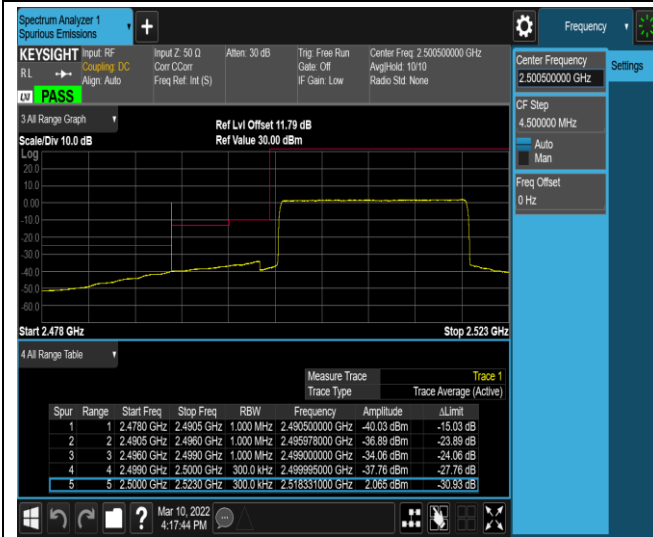 Spectrum Analyzer 1
Spurious Emissions
+
Frequency
KEYSIGHT Input: RF Input Z: 50 Ω Atten: 30 dB Trig: Free Run Center Freq: 2.500500000 GHz
RL Coupling: DC Corr CCorr Gate: Off Avg|Hold: 10/10
Align: Auto Freq Ref: Int (S) IF Gain: Low Radio Std: None
LXI PASS
Center Frequency Settings
2.500500000 GHz
CF Step
4.500000 MHz
Auto
Man
Freq Offset
0 Hz
3 All Range Graph
Ref Lvl Offset 11.79 dB
Scale/Div 10.0 dB Ref Value 30.00 dBm
Log
20.0
10.0
0.00
-10.0
-20.0
-30.0
-40.0
-50.0
-60.0
Start 2.478 GHz Stop 2.523 GHz
4 All Range Table
Measure Trace Trace 1
Trace Type Trace Average (Active)
Spur Range Start Freq Stop Freq RBW Frequency Amplitude ΔLimit
1 1 2.4780 GHz 2.4905 GHz 1.000 MHz 2.490500000 GHz -40.03 dBm -15.03 dB
2 2 2.4905 GHz 2.4960 GHz 1.000 MHz 2.495978000 GHz -36.89 dBm -23.89 dB
3 3 2.4960 GHz 2.4990 GHz 1.000 MHz 2.499000000 GHz -34.06 dBm -24.06 dB
4 4 2.4990 GHz 2.5000 GHz 300.0 kHz 2.499995000 GHz -37.76 dBm -27.76 dB
5 5 2.5000 GHz 2.5230 GHz 300.0 kHz 2.518331000 GHz 2.065 dBm -30.93 dB
? Mar 10, 2022
4:17:44 PM